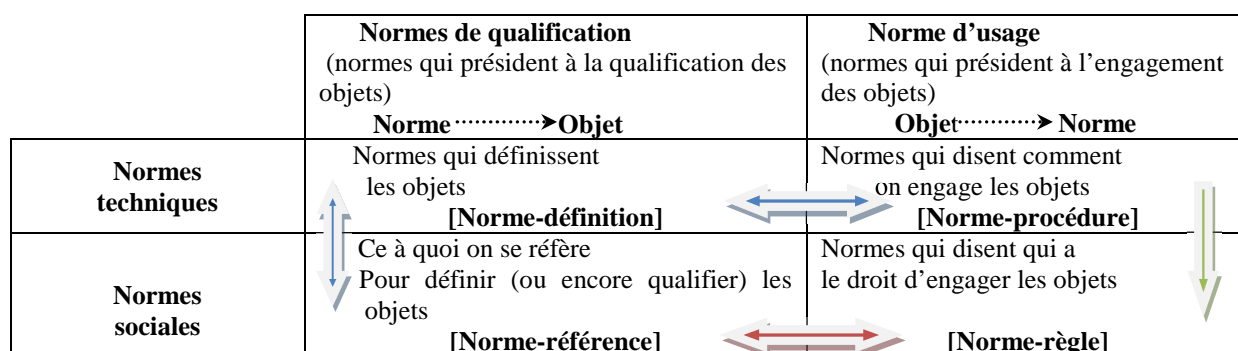 Normes de qualification
(normes qui président à la qualification des
objets)
Norme ············➤ Objet
Norme d’usage
(normes qui président à l’engagement
des objets)
Objet ············➤ Norme
Normes
techniques
Normes qui définissent
les objets
[Norme-définition]
Normes qui disent comment
on engage les objets
[Norme-procédure]
Normes
sociales
Ce à quoi on se réfère
Pour définir (ou encore qualifier) les
objets
[Norme-référence]
Normes qui disent qui a
le droit d’engager les objets
[Norme-règle]